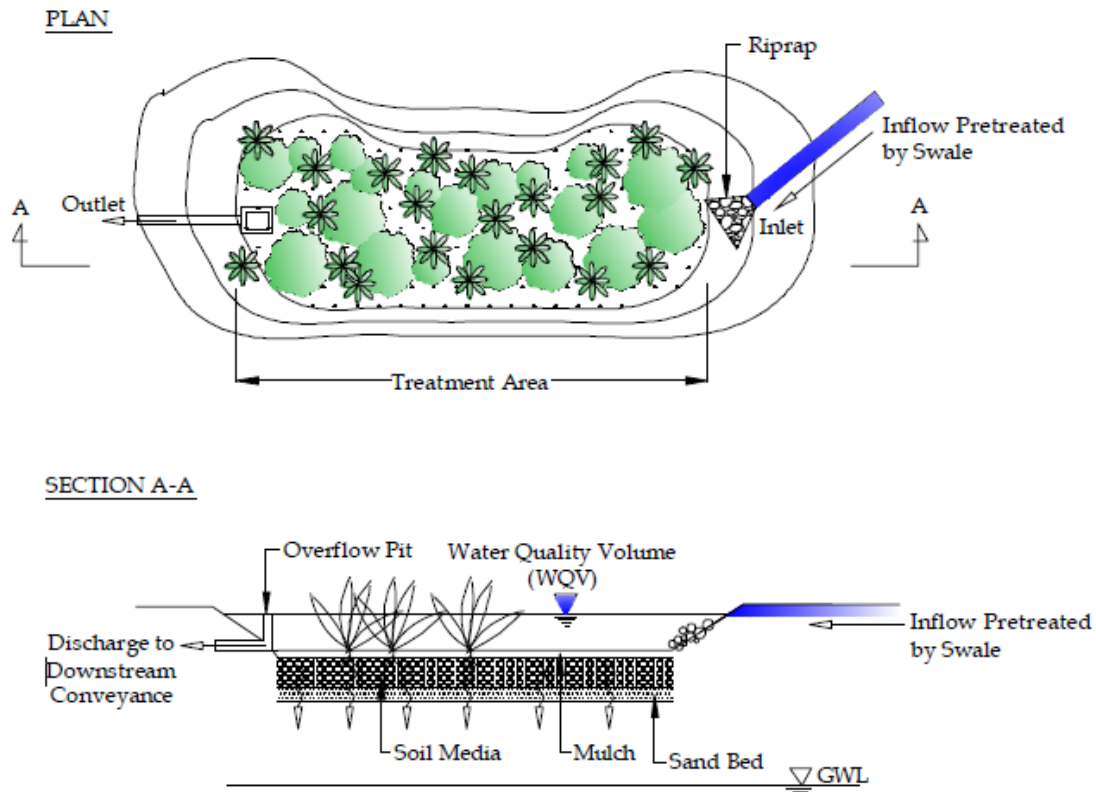 PLAN
Riprap
Inflow Pretreated
by Swale
A
Outlet
Inlet
A
Treatment Area
SECTION A-A
Overflow Pit
Water Quality Volume
(WQV)
Discharge to
Downstream
Conveyance
Inflow Pretreated
by Swale
Soil Media
Mulch
Sand Bed
GWL